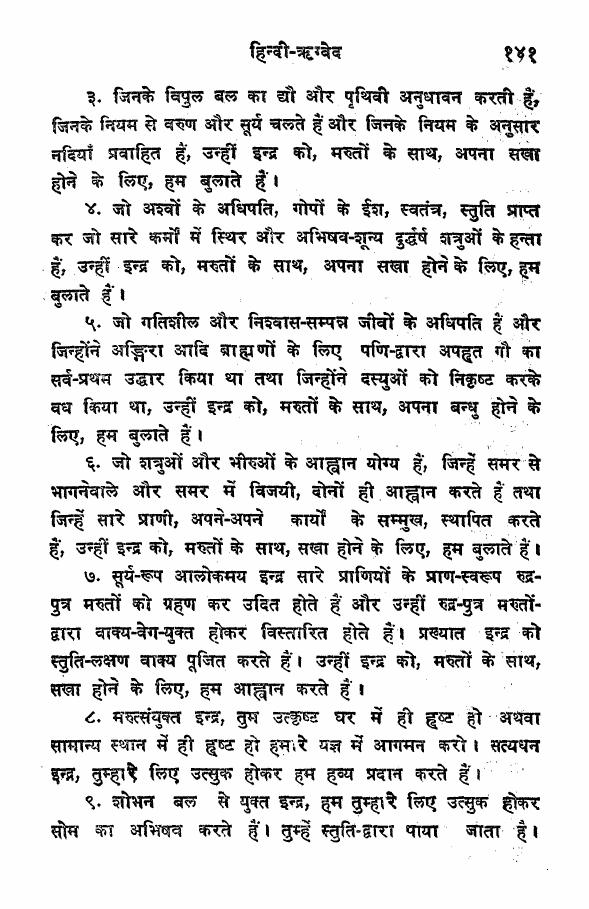 हिन्दी-ऋग्वेद १४१
३. जिनके विपुल बल का द्यौ और पृथिवी अनुधावन करती हैं,
जिनके नियम से वरुण और सूर्य चलते हैं और जिनके नियम के अनुसार
नदियाँ प्रवाहित हैं, उन्हीं इन्द्र को, मरुतों के साथ, अपना सखा
होने के लिए, हम बुलाते हैं।
४. जो अश्वों के अधिपति, गोपों के ईश, स्वतंत्र, स्तुति प्राप्त
कर जो सारे कर्मों में स्थिर और अभिषव-शून्य दुर्द्धर्ष शत्रुओं के हन्ता
हैं, उन्हीं इन्द्र को, मरुतों के साथ, अपना सखा होने के लिए, हम
बुलाते हैं।
५. जो गतिशील और निश्वास-सम्पन्न जीवों के अधिपति हैं और
जिन्होंने अङ्गिरा आदि ब्राह्मणों के लिए पणि-द्वारा अपहृत गौ का
सर्व-प्रथम उद्धार किया था तथा जिन्होंने दस्युओं को निकृष्ट करके
वध किया था, उन्हीं इन्द्र को, मरुतों के साथ, अपना बन्धु होने के
लिए, हम बुलाते हैं।
६. जो शत्रुओं और भीरुओं के आह्वान योग्य हैं, जिन्हें समर से
भागनेवाले और समर में विजयी, दोनों ही आह्वान करते हैं तथा
जिन्हें सारे प्राणी, अपने-अपने कार्यों के सम्मुख, स्थापित करते
हैं, उन्हीं इन्द्र को, मरुतों के साथ, सखा होने के लिए, हम बुलाते हैं।
७. सूर्य-रूप आलोकमय इन्द्र सारे प्राणियों के प्राण-स्वरूप रुद्र-
पुत्र मरुतों को ग्रहण कर उदित होते हैं और उन्हीं रुद्र-पुत्र मरुतों-
द्वारा वाक्य-वेग-युक्त होकर विस्तारित होते हैं। प्रख्यात इन्द्र को
स्तुति-लक्षण वाक्य पूजित करते हैं। उन्हीं इन्द्र को, मरुतों के साथ,
सखा होने के लिए, हम आह्वान करते हैं।
८. मरुत्संयुक्त इन्द्र, तुम उत्कृष्ट घर में ही हृष्ट हो अथवा
सामान्य स्थान में ही हृष्ट हो हमारे यज्ञ में आगमन करो। सत्यधन
इन्द्र, तुम्हारे लिए उत्सुक होकर हम हव्य प्रदान करते हैं।
९. शोभन बल से युक्त इन्द्र, हम तुम्हारे लिए उत्सुक होकर
सोम का अभिषव करते हैं। तुम्हें स्तुति-द्वारा पाया जाता है।